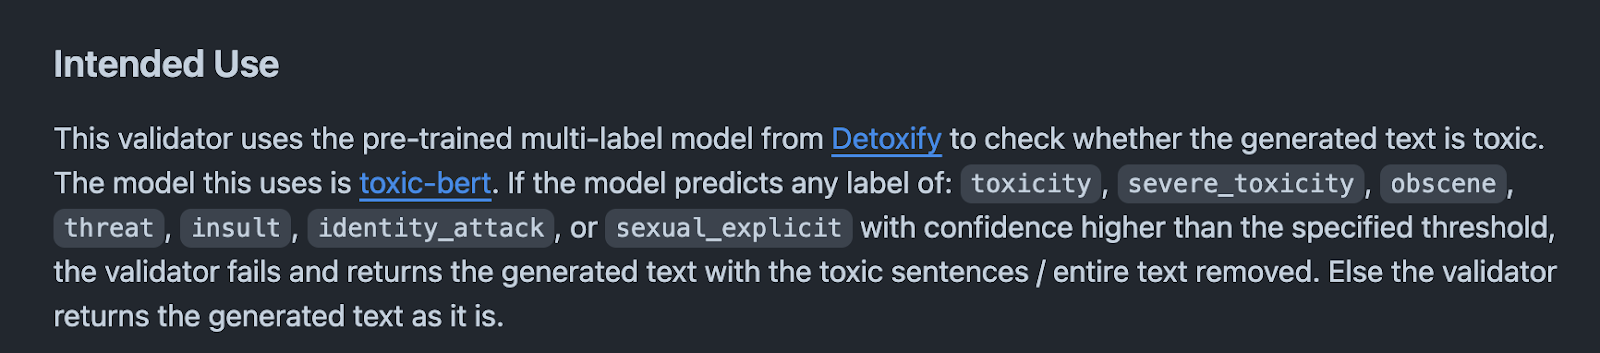 Intended Use
This validator uses the pre-trained multi-label model from Detoxify to check whether the generated text is toxic.
The model this uses is toxic-bert. If the model predicts any label of: toxicity, severe_toxicity, obscene,
threat, insult, identity_attack, or sexual_explicit with confidence higher than the specified threshold,
the validator fails and returns the generated text with the toxic sentences / entire text removed. Else the validator
returns the generated text as it is.